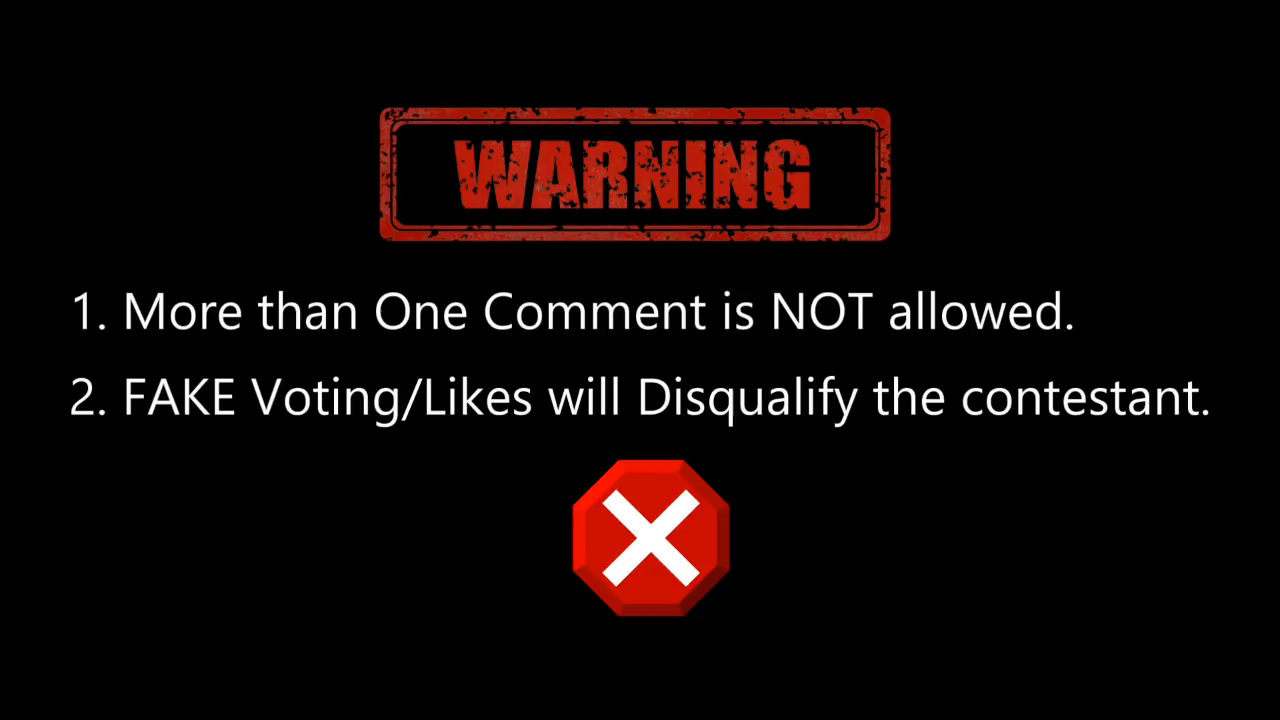 WARNING
1. More than One Comment is NOT allowed.
2. FAKE Voting/Likes will Disqualify the contestant.